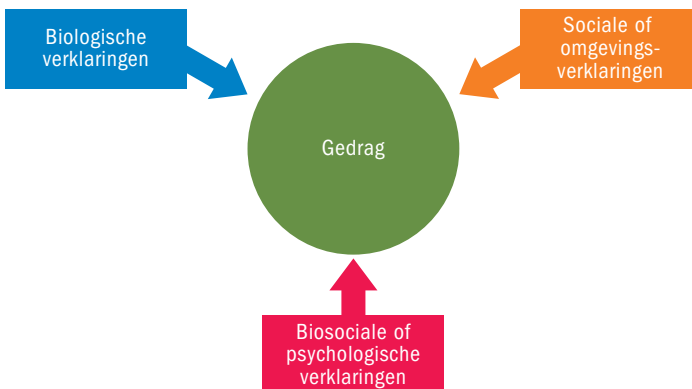 Biologische
verklaringen
Sociale of
omgevings-
verklaringen
Gedrag
Biosociale of
psychologische
verklaringen